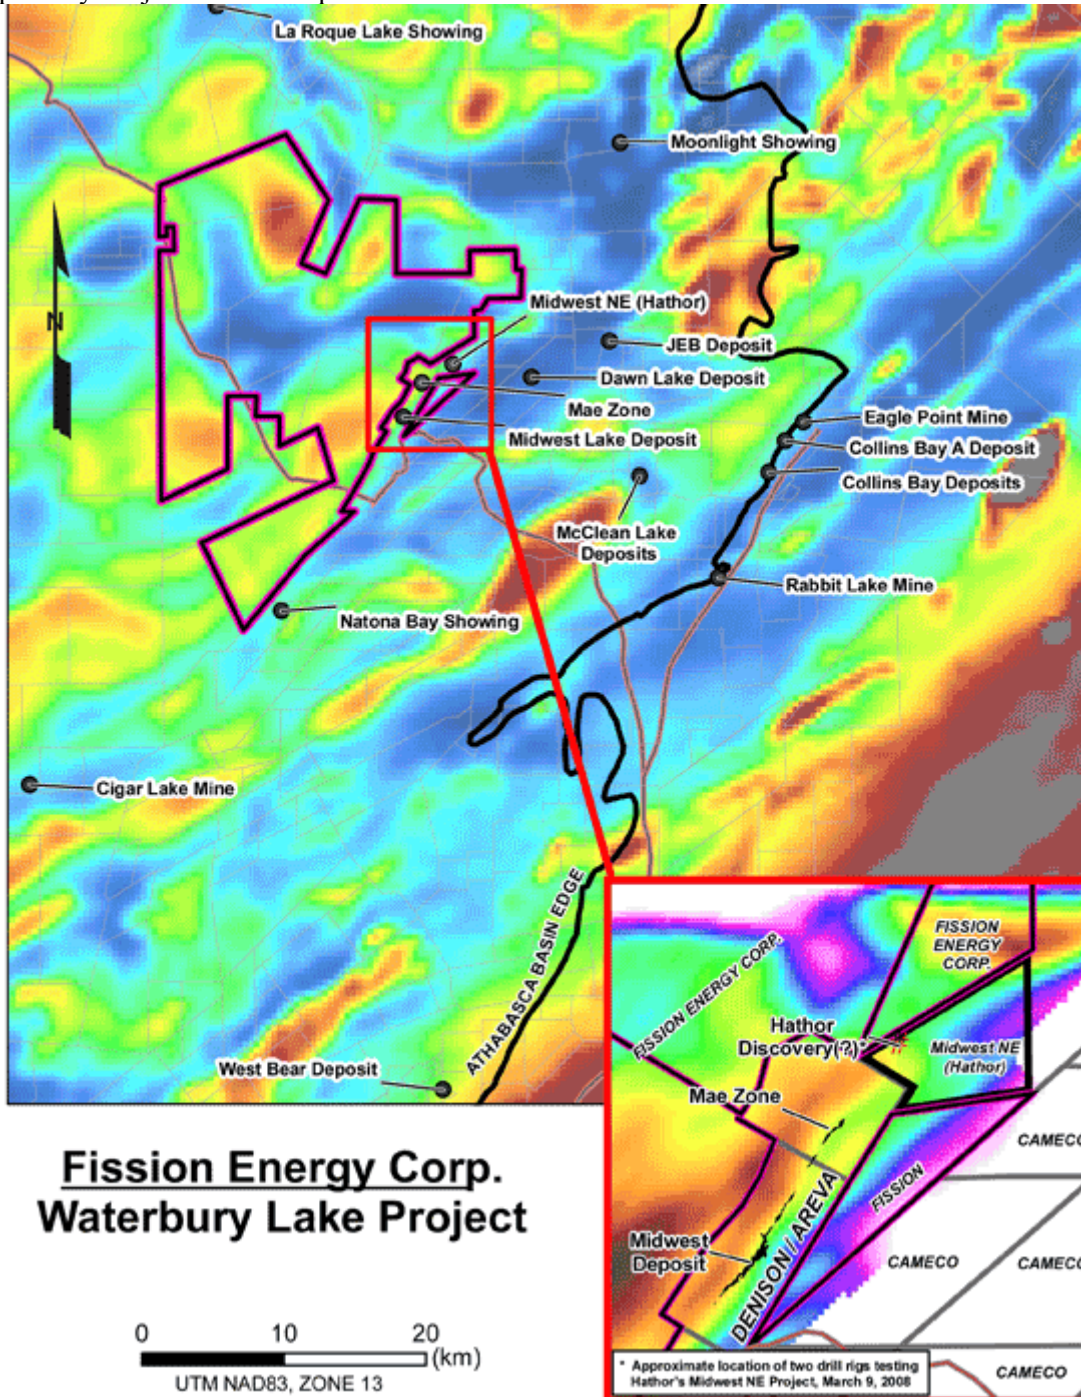 La Roque Lake Showing
Moonlight Showing
N
Midwest NE (Hathor)
JEB Deposit
Dawn Lake Deposit
Mae Zone
Midwest Lake Deposit
Eagle Point Mine
Collins Bay A Deposit
Collins Bay Deposits
McClean Lake
Deposits
Rabbit Lake Mine
Natona Bay Showing
Cigar Lake Mine
ATHABASCA BASIN EDGE
West Bear Deposit
FISSION
ENERGY
CORP.
FISSION ENERGY CORP.
Hathor
Discovery(?)*
Midwest NE
(Hathor)
Mae Zone
CAMECO
FISSION
DENISON / AREVA
Midwest
Deposit
CAMECO
CAMECO
CAMECO
* Approximate location of two drill rigs testing
Hathor's Midwest NE Project, March 9, 2008
Fission Energy Corp.
Waterbury Lake Project
0 10 20
(km)
UTM NAD83, ZONE 13